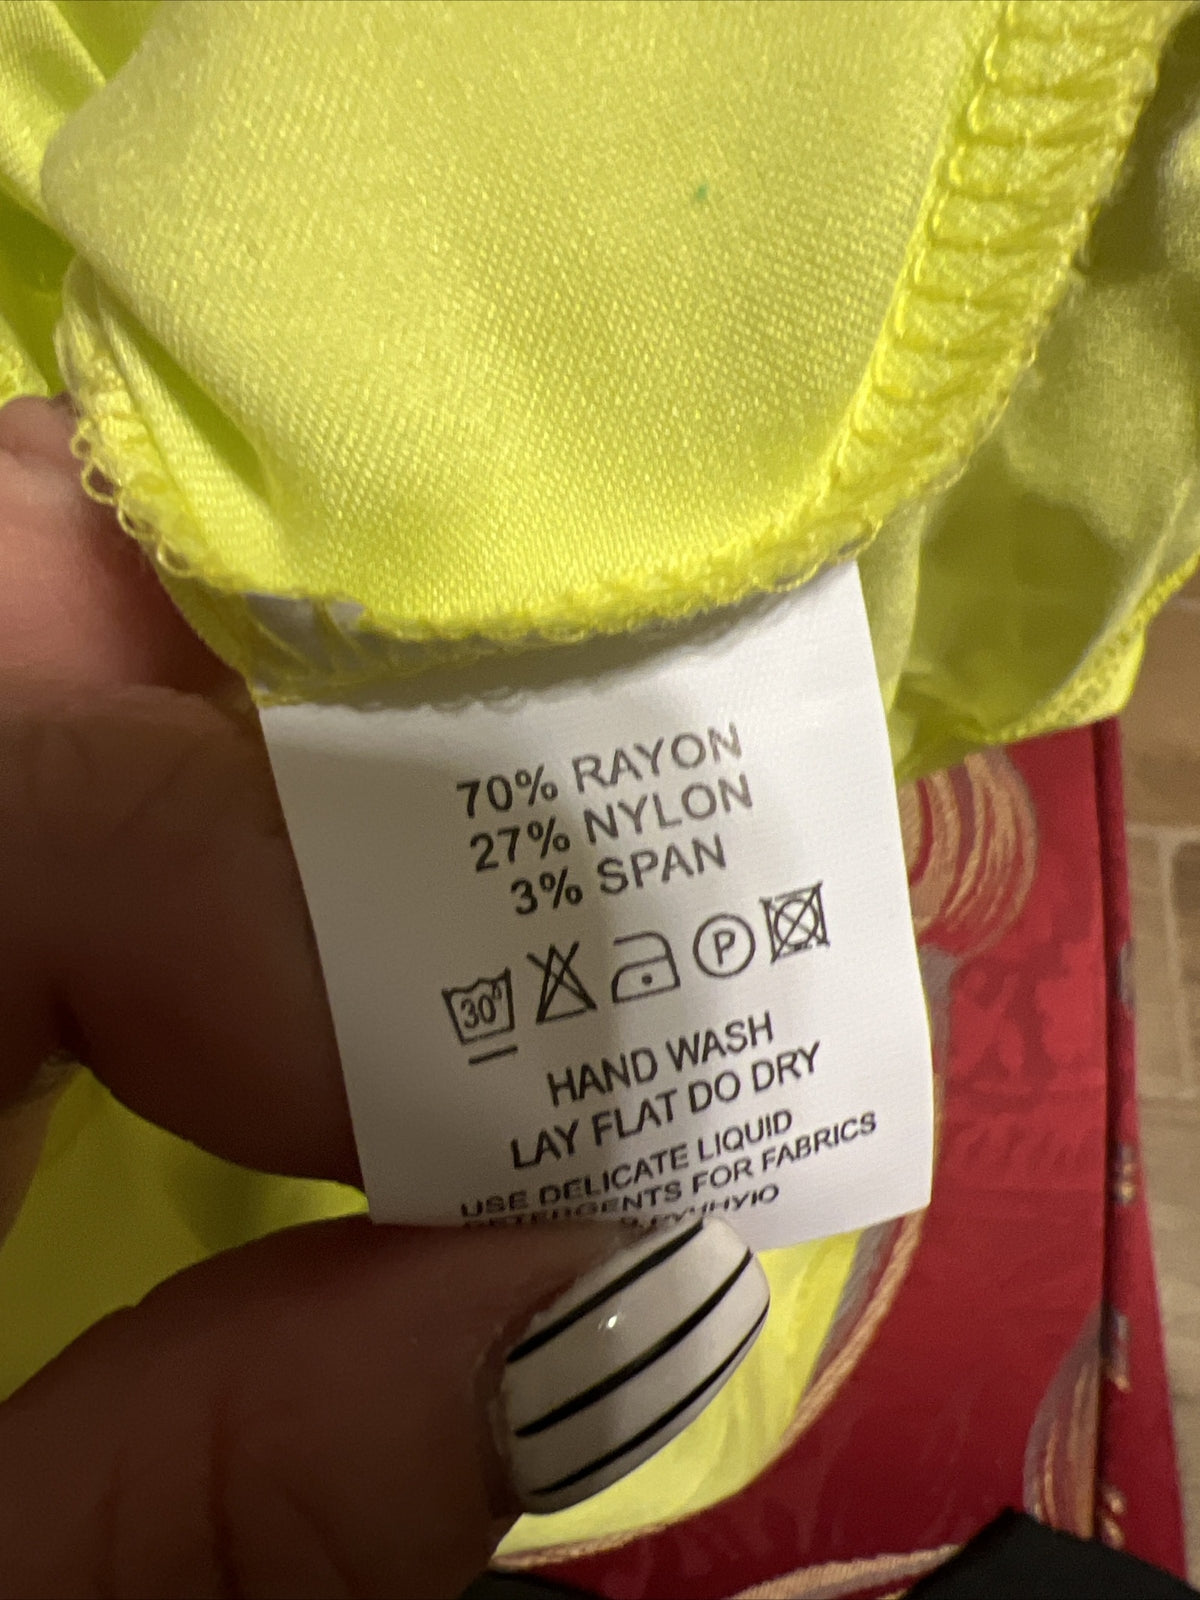 70% RAYON
27% NYLON
3% SPAN
30°
P
HAND WASH
LAY FLAT DO DRY
USE DELICATE LIQUID
DETERGENTS FOR FABRICS